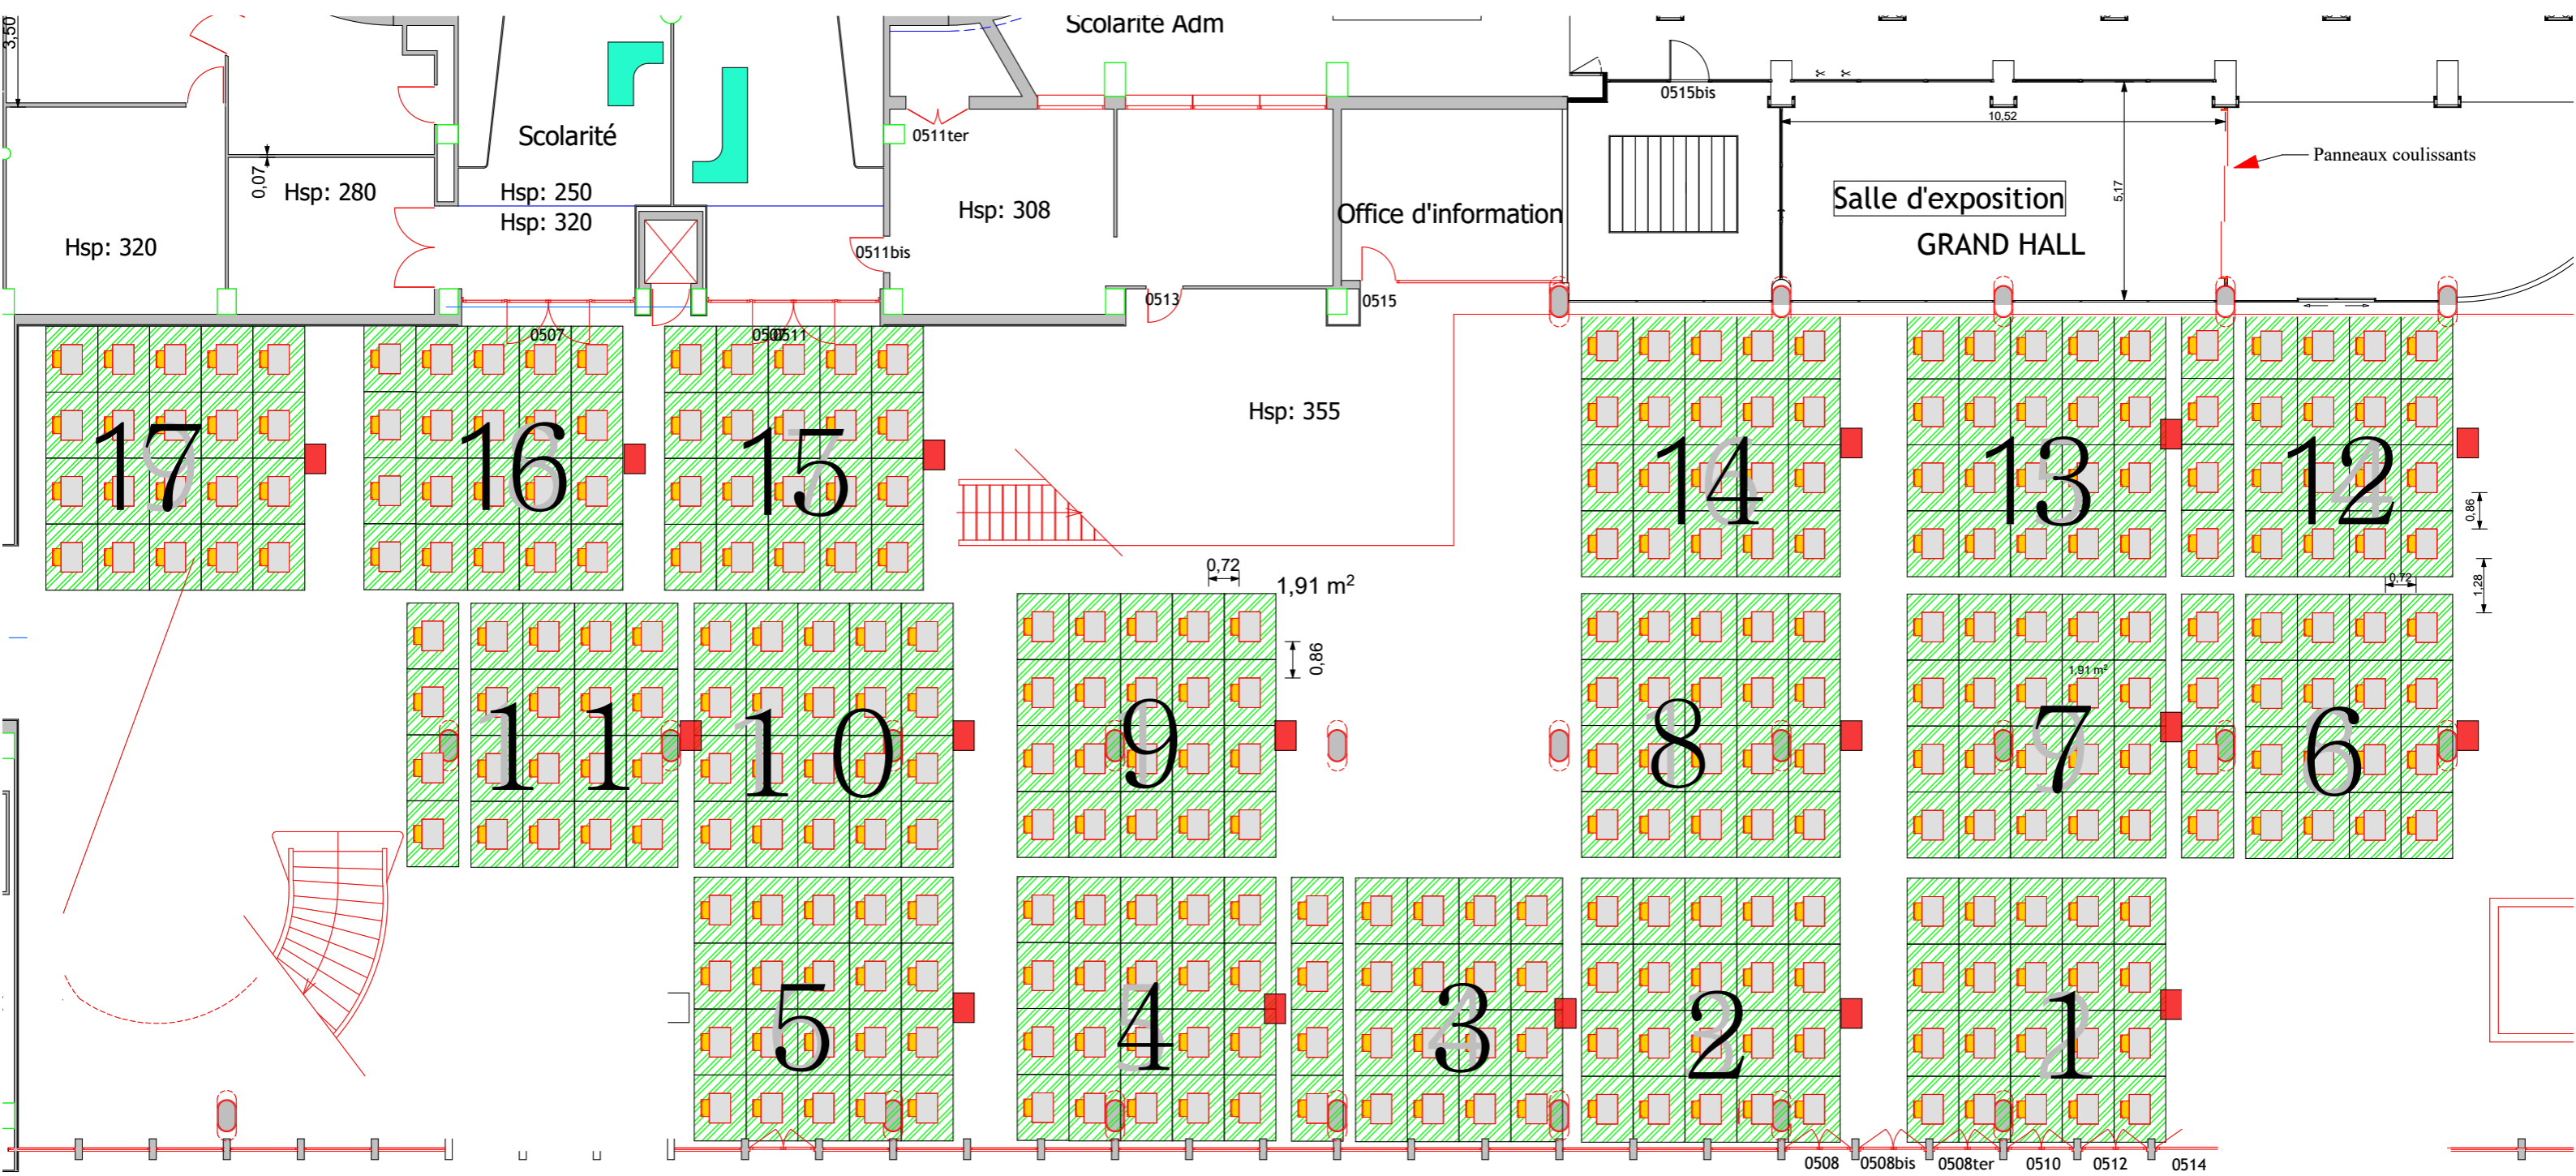 3,50
Scolarité Adm
0515bis
Scolarité
0511ter
10,52
Panneaux coulissants
0,07
Hsp: 280
Hsp: 250
Hsp: 320
Hsp: 308
Office d'information
Salle d'exposition
5,17
GRAND HALL
Hsp: 320
0511bis
0513
0515
0507
0511
Hsp: 355
17
16
15
14
13
12
0,86
0,72
1,91 m²
0,72
1,28
0,86
1,91 m²
11
10
9
8
7
6
5
4
3
2
1
0508
0508bis
0508ter
0510
0512
0514